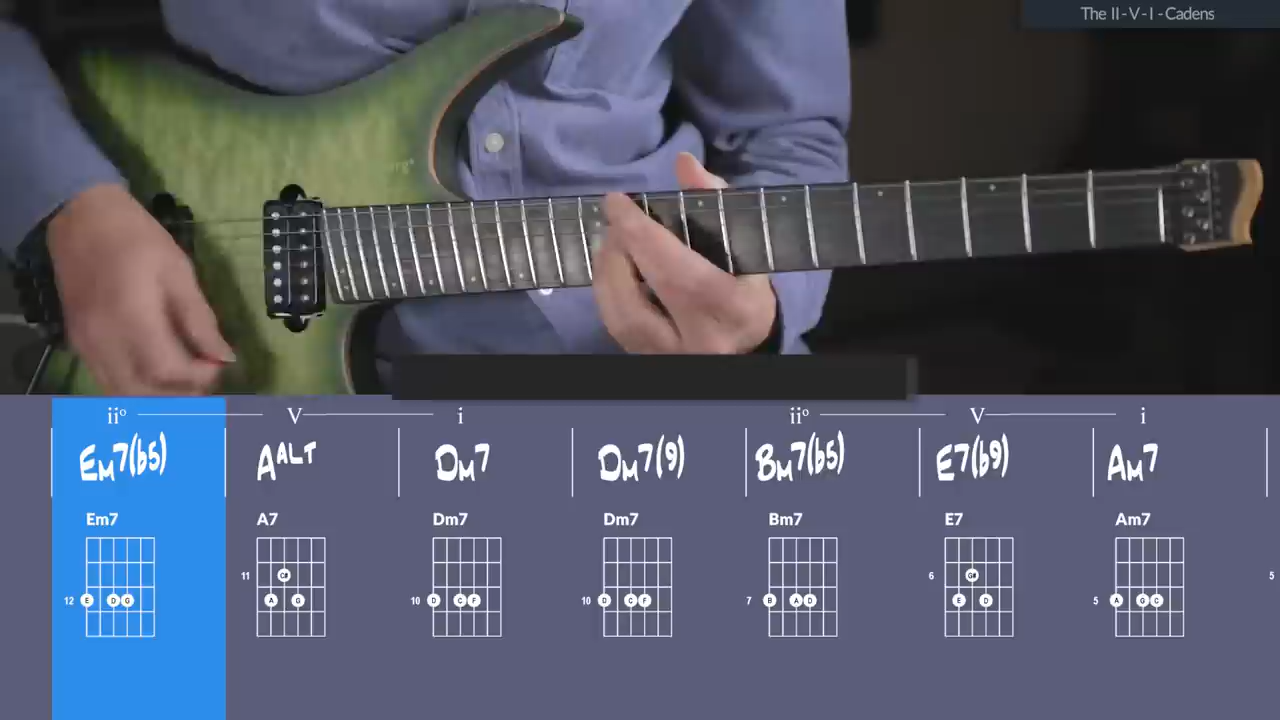 The II - V - I - Cadens
iiº V i iiº V i
Em7(b5) Aalt Dm7 Dm7(9) Bm7(b5) E7(b9) Am7
Em7 A7 Dm7 Dm7 Bm7 E7 Am7
11 C# 6 G# 5
12 E D G A G 10 D C F 10 D C F 7 B A D E D 5 A G C